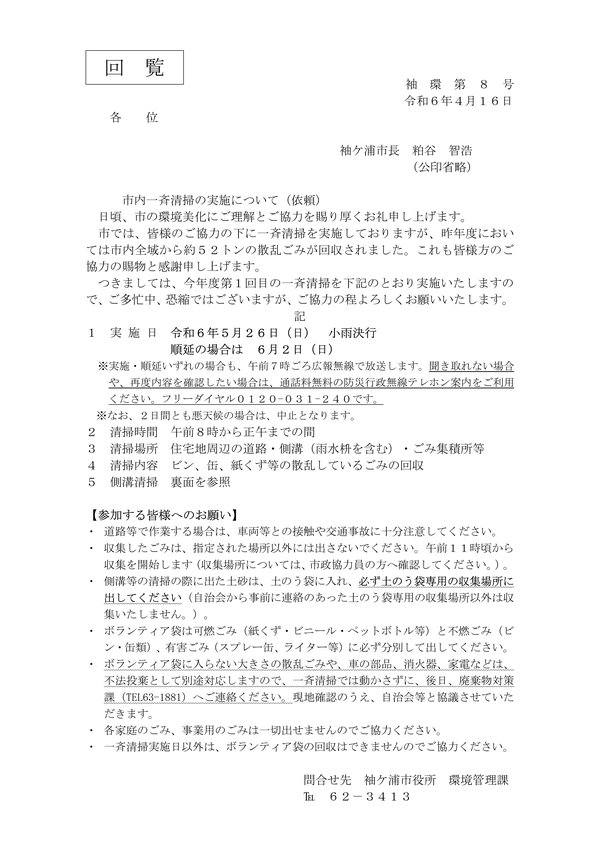 回　覧
袖　環　第　８　号
令和６年４月１６日
各　　位
袖ケ浦市長　粕谷　智浩
（公印省略）
市内一斉清掃の実施について（依頼）
日頃、市の環境美化にご理解とご協力を賜り厚くお礼申し上げます。
市では、皆様のご協力の下に一斉清掃を実施しておりますが、昨年度におい
ては市内全域から約５２トンの散乱ごみが回収されました。これも皆様方のご
協力の賜物と感謝申し上げます。
つきましては、今年度第１回目の一斉清掃を下記のとおり実施いたしますの
で、ご多忙中、恐縮ではございますが、ご協力の程よろしくお願いいたします。
記
１　実 施 日　令和６年５月２６日（日）　小雨決行
順延の場合は　６月２日（日）
※実施・順延いずれの場合も、午前７時ごろ広報無線で放送します。聞き取れない場合
や、再度内容を確認したい場合は、通話料無料の防災行政無線テレホン案内をご利用
ください。フリーダイヤル０１２０−０３１−２４０です。
※なお、２日間とも悪天候の場合は、中止となります。
２　清掃時間　午前８時から正午までの間
３　清掃場所　住宅地周辺の道路・側溝（雨水枡を含む）・ごみ集積所等
４　清掃内容　ビン、缶、紙くず等の散乱しているごみの回収
５　側溝清掃　裏面を参照
【参加する皆様へのお願い】
・ 道路等で作業する場合は、車両等との接触や交通事故に十分注意してください。
・ 収集したごみは、指定された場所以外には出さないでください。午前１１時頃から
収集を開始します（収集場所については、市政協力員の方へ確認してください。）。
・ 側溝等の清掃の際に出た土砂は、土のう袋に入れ、必ず土のう袋専用の収集場所に
出してください（自治会から事前に連絡のあった土のう袋専用の収集場所以外は収
集いたしません。）。
・ ボランティア袋は可燃ごみ（紙くず・ビニール・ペットボトル等）と不燃ごみ（ビ
ン・缶類）、有害ごみ（スプレー缶、ライター等）に必ず分別して出してください。
・ ボランティア袋に入らない大きさの散乱ごみや、車の部品、消火器、家電などは、
不法投棄として別途対応しますので、一斉清掃では動かさずに、後日、廃棄物対策
課（TEL63-1881）へご連絡ください。現地確認のうえ、自治会等と協議させていた
だきます。
・ 各家庭のごみ、事業用のごみは一切出せませんのでご協力ください。
・ 一斉清掃実施日以外は、ボランティア袋の回収はできませんのでご協力ください。
問合せ先　袖ケ浦市役所　環境管理課
℡　６２−３４１３